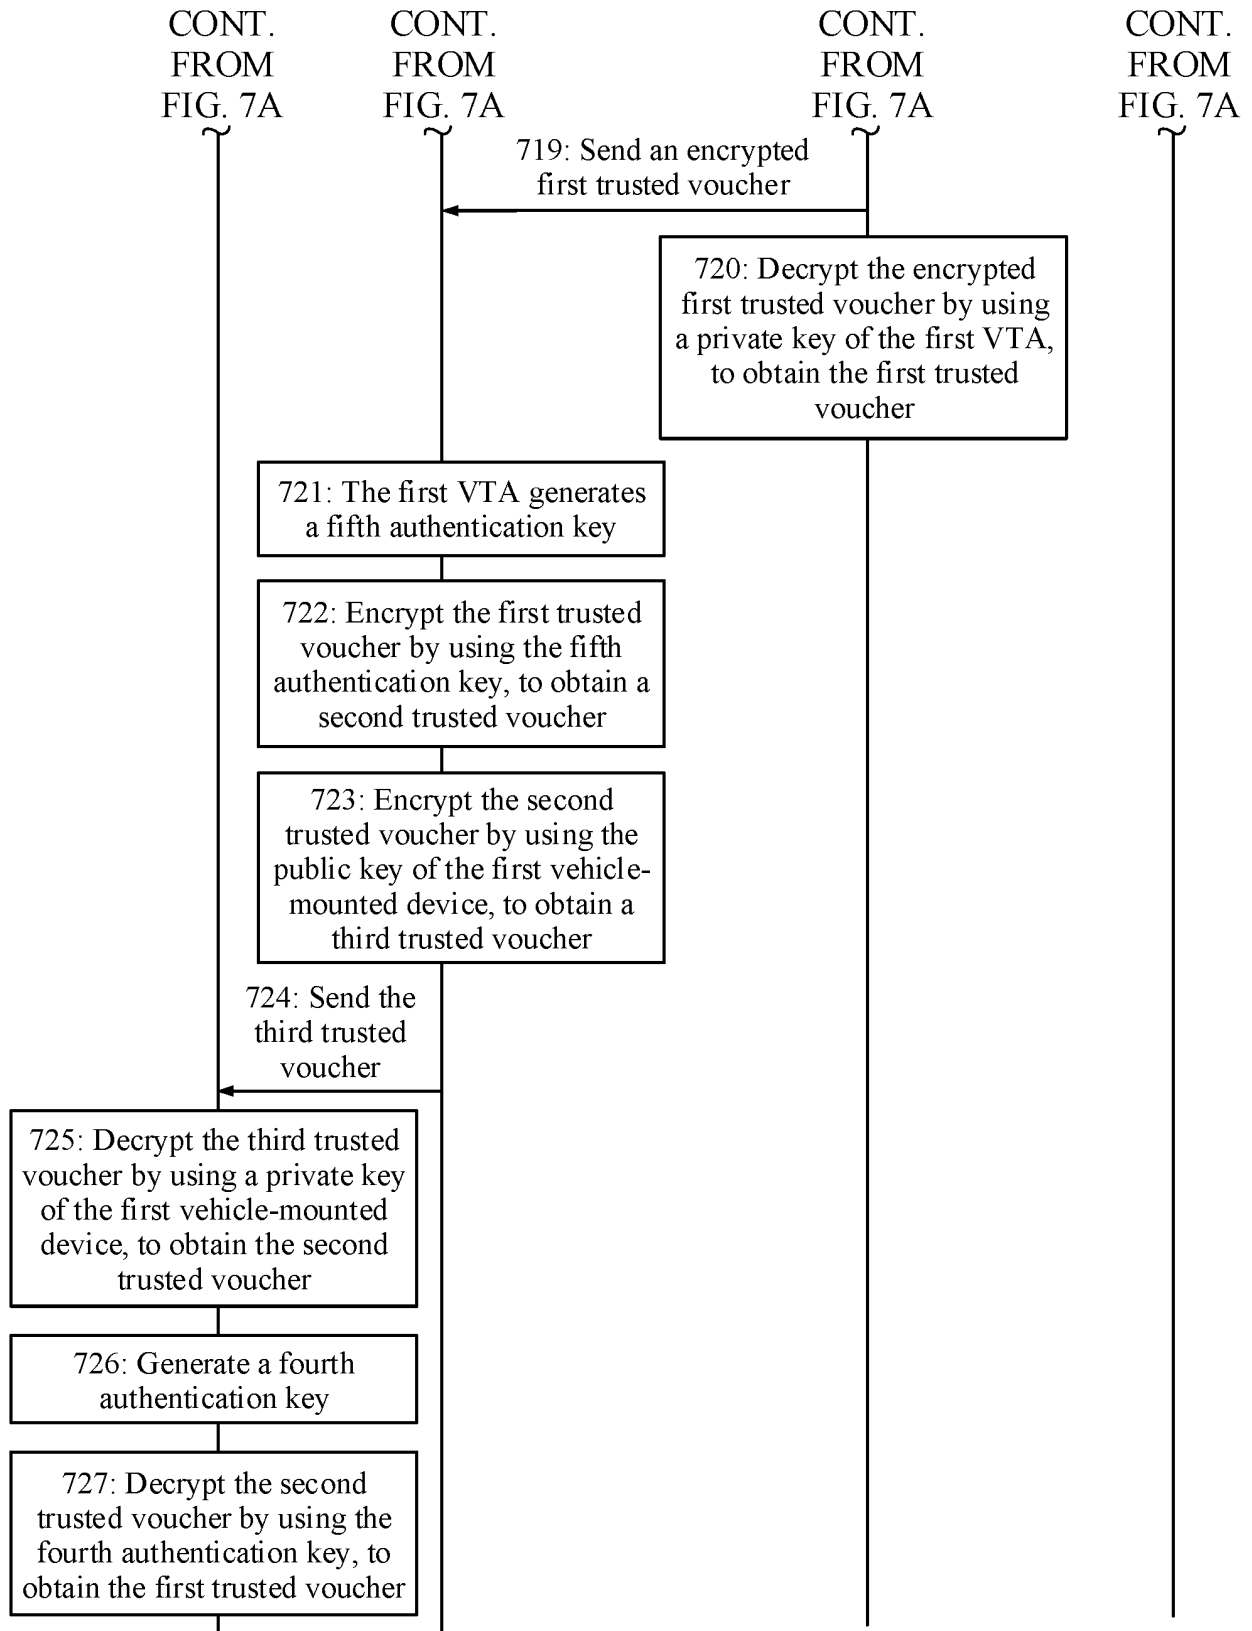 CONT.
FROM
FIG. 7A
CONT.
FROM
FIG. 7A
CONT.
FROM
FIG. 7A
CONT.
FROM
FIG. 7A
719: Send an encrypted
first trusted voucher
720: Decrypt the encrypted
first trusted voucher by using
a private key of the first VTA,
to obtain the first trusted
voucher
721: The first VTA generates
a fifth authentication key
722: Encrypt the first trusted
voucher by using the fifth
authentication key, to obtain a
second trusted voucher
723: Encrypt the second
trusted voucher by using the
public key of the first vehicle-
mounted device, to obtain a
third trusted voucher
724: Send the
third trusted
voucher
725: Decrypt the third trusted
voucher by using a private key
of the first vehicle-mounted
device, to obtain the second
trusted voucher
726: Generate a fourth
authentication key
727: Decrypt the second
trusted voucher by using the
fourth authentication key, to
obtain the first trusted voucher